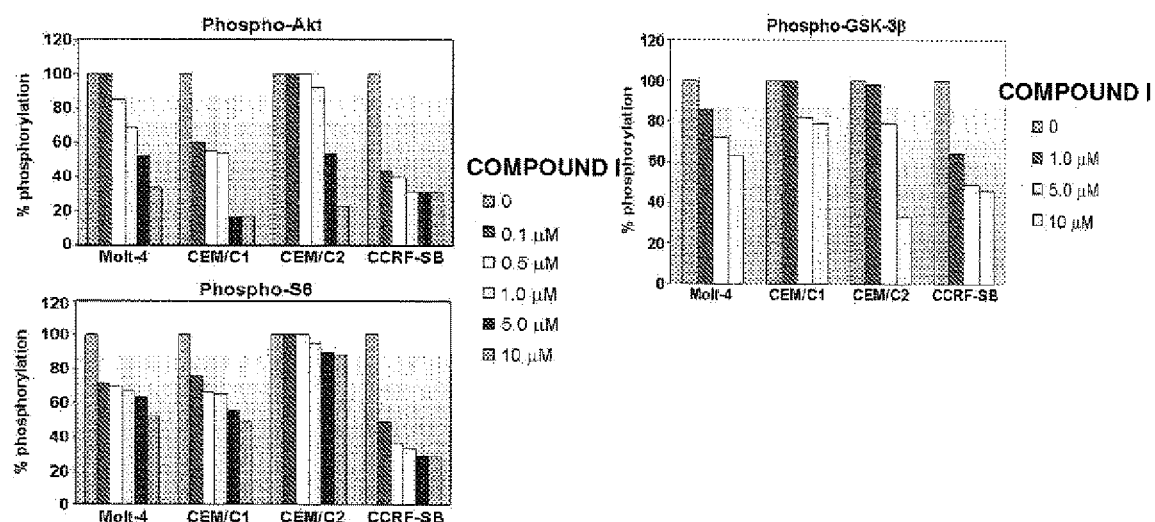 Phospho-Akt
120
100
80
60
40
20
0
% phosphorylation
Molt-4 CEM/C1 CEM/C2 CCRF-SB
Phospho-S6
120
100
80
60
40
20
0
% phosphorylation
Molt-4 CEM/C1 CEM/C2 CCRF-SB
COMPOUND I
0
0.1 µM
0.5 µM
1.0 µM
5.0 µM
10 µM
Phospho-GSK-3β
120
100
80
60
40
20
0
% phosphorylation
Molt-4 CEM/C1 CEM/C2 CCRF-SB
COMPOUND I
0
1.0 µM
5.0 µM
10 µM